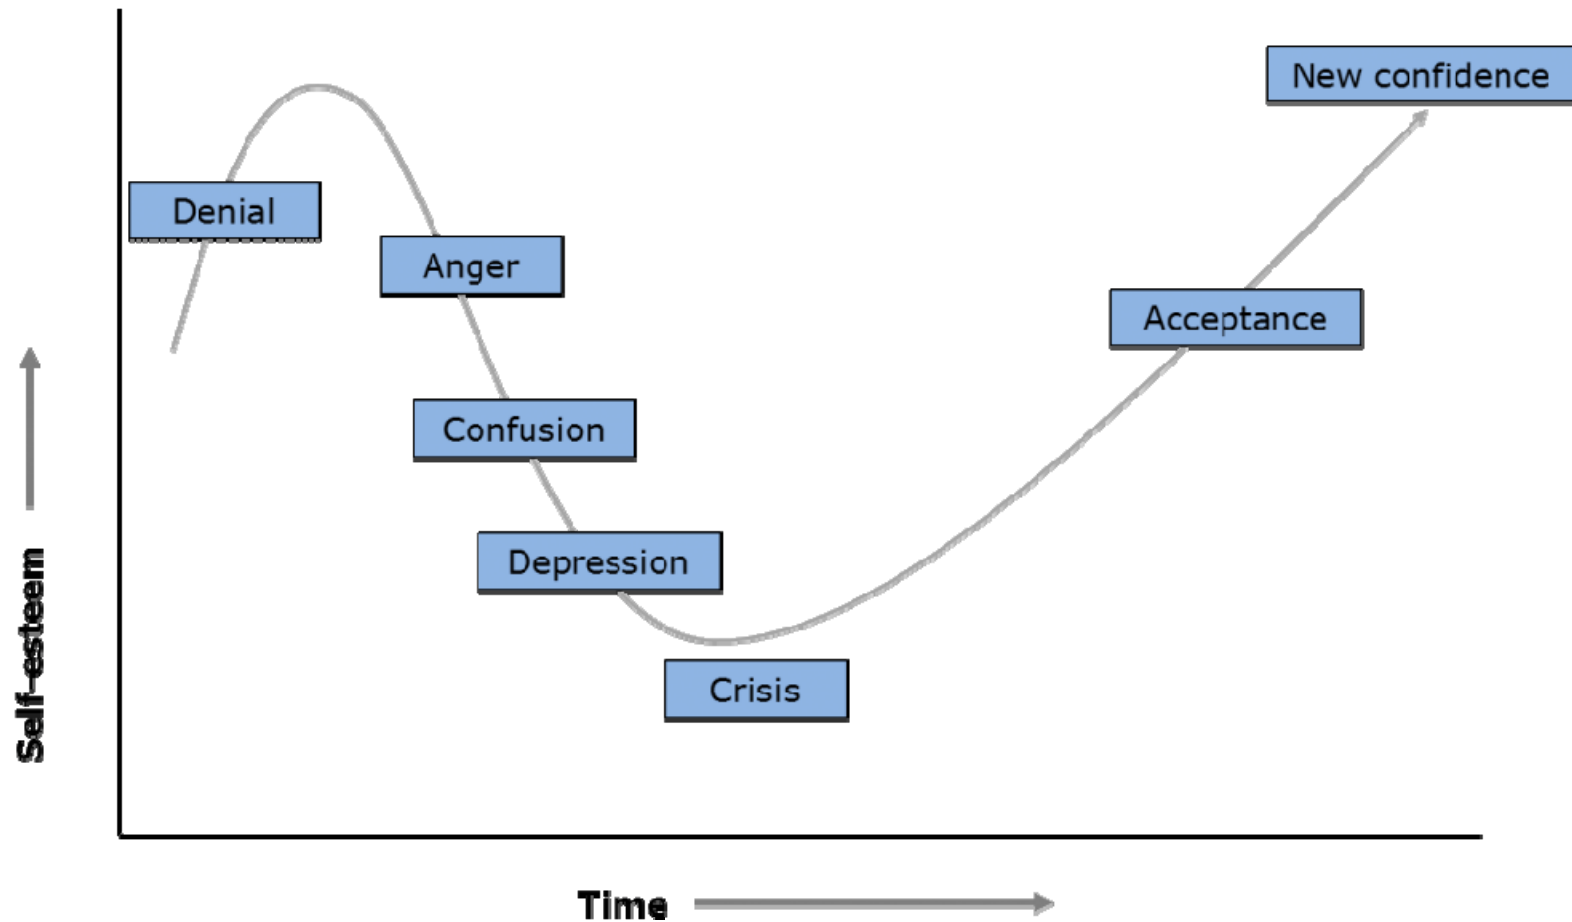 New confidence
Denial
Anger
Acceptance
Confusion
Depression
Crisis
Self-esteem
Time